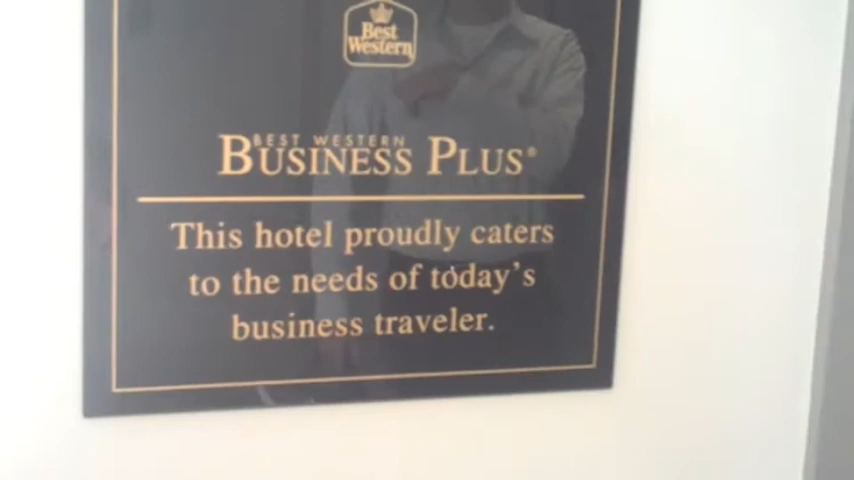 Best
Western
BEST WESTERN
BUSINESS PLUS®
This hotel proudly caters
to the needs of today's
business traveler.